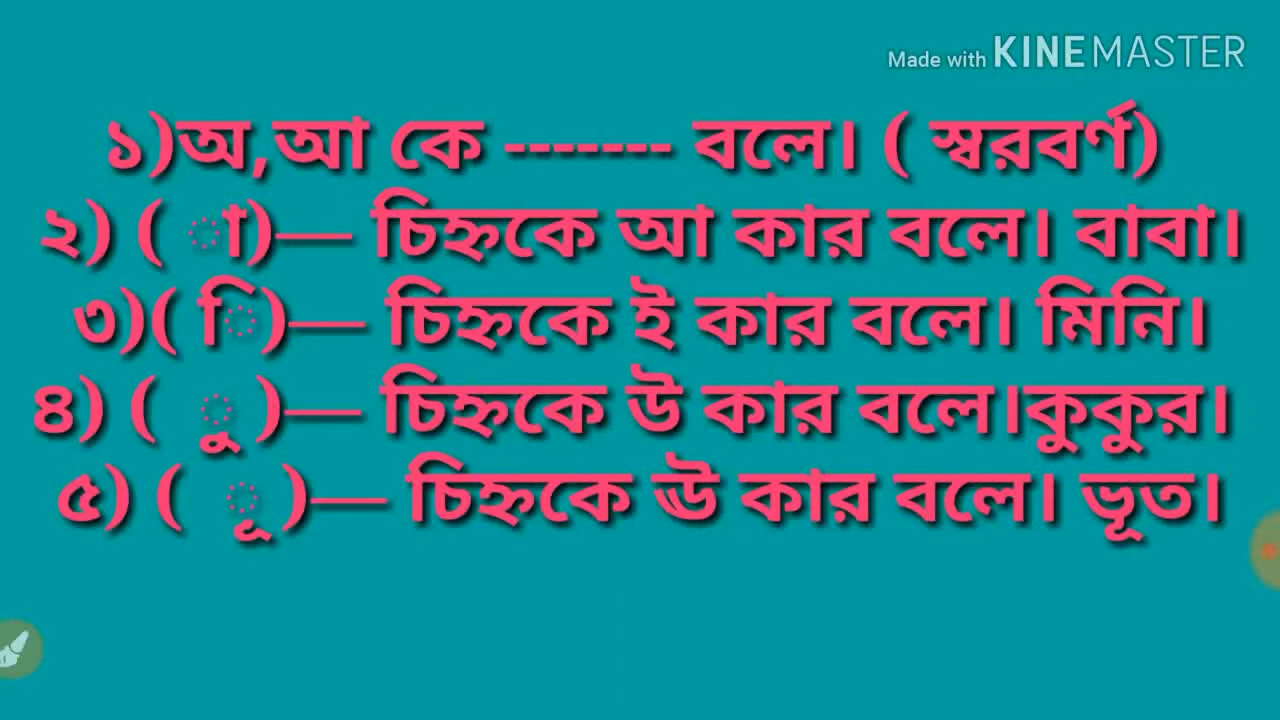 Made with KINEMASTER
১)অ,আ কে ------- বলে। ( স্বরবর্ণ)
২) ( া)— চিহ্নকে আ কার বলে। বাবা।
৩)( ি)— চিহ্নকে ই কার বলে। মিনি।
৪) ( ু )— চিহ্নকে উ কার বলে।কুকুর।
৫) ( ূ )— চিহ্নকে ঊ কার বলে। ভূত।